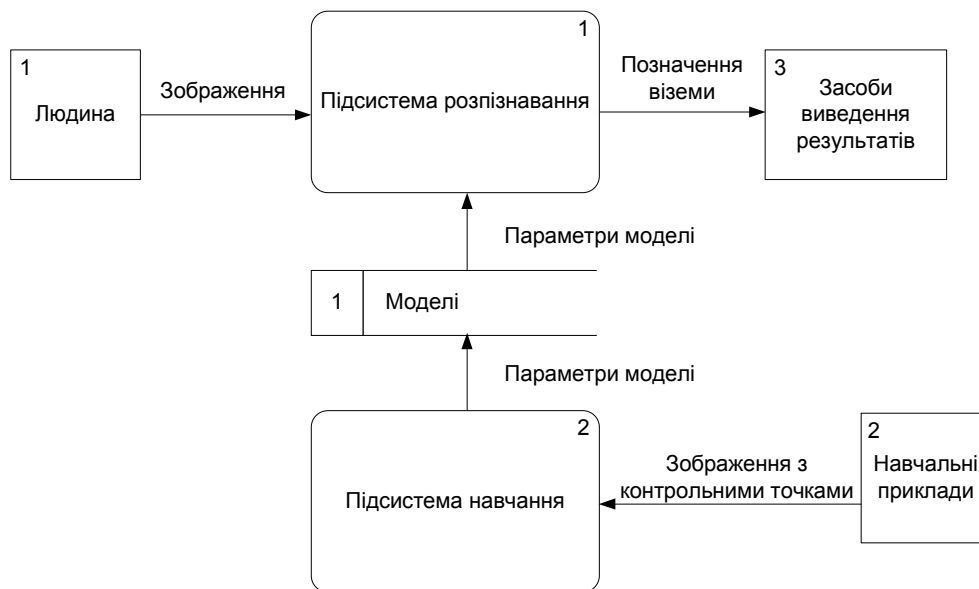 1
Людина
Зображення
1
Підсистема розпізнавання
Позначення
віземи
3
Засоби
виведення
результатів
Параметри моделі
1
Моделі
Параметри моделі
2
Підсистема навчання
Зображення з
контрольними точками
2
Навчальні
приклади